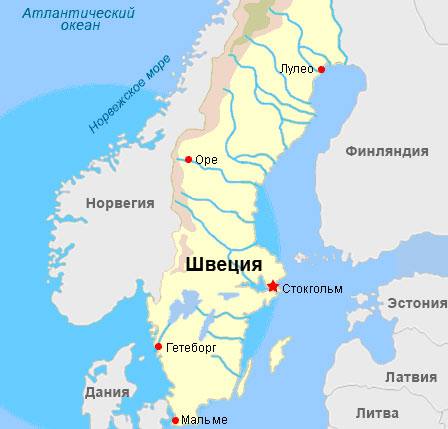 Атлантический
океан
Норвежское море
Лулео
Финляндия
Оре
Норвегия
Швеция
Стокгольм
Эстония
Гетеборг
Латвия
Дания
Литва
Мальме